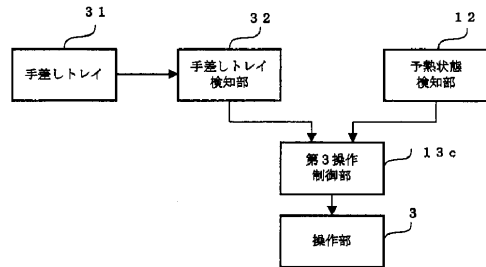 31
32
12
手差しトレイ
手差しトレイ
検知部
予熱状態
検知部
第3操作
制御部
13c
3
操作部